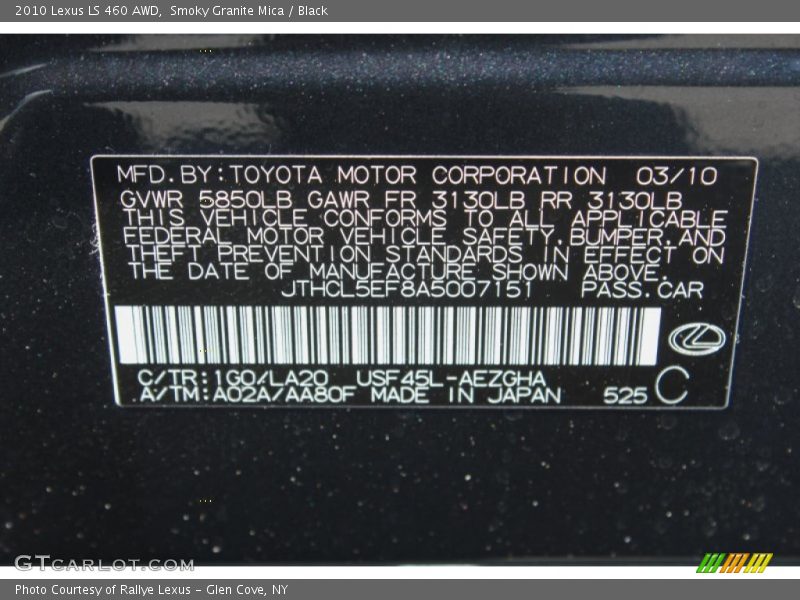 2010 Lexus LS 460 AWD,  Smoky Granite Mica / Black
MFD.BY:TOYOTA MOTOR CORPORATION 03/10
GVWR 5850LB GAWR FR 3130LB RR 3130LB
THIS VEHICLE CONFORMS TO ALL APPLICABLE
FEDERAL MOTOR VEHICLE SAFETY,BUMPER,AND
THEFT PREVENTION STANDARDS IN EFFECT ON
THE DATE OF MANUFACTURE SHOWN ABOVE.
JTHCL5EF8A5007151 PASS.CAR
C/TR:1G0/LA20 USF45L-AEZGHA
A/TM:A02A/AA80F MADE IN JAPAN 525 C
GTCARLOT.COM
Photo Courtesy of Rallye Lexus - Glen Cove, NY